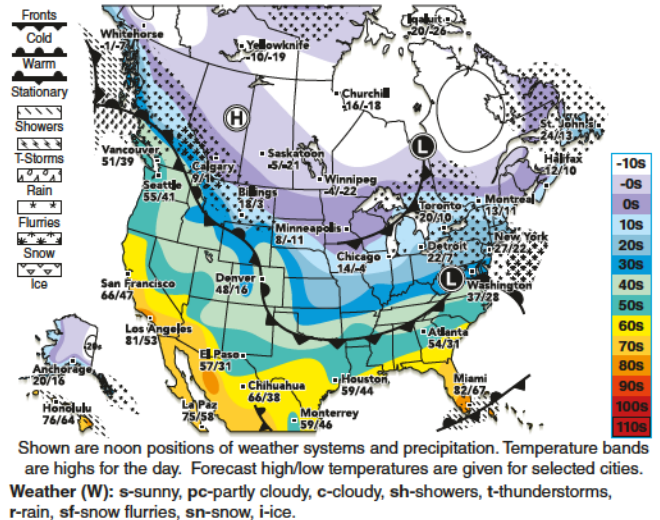 Fronts
Cold
Warm
Stationary
Showers
T-Storms
Rain
Flurries
Snow
Ice
Whitehorse
-1/-7
Yellowknife
-10/-19
Iqaluit
-20/-26
Churchill
-16/-18
H
L
St. John's
24/13
Halifax
12/10
Vancouver
51/39
Calgary
9/1
Saskatoon
-5/-21
Winnipeg
-4/-22
Seattle
55/41
Billings
18/3
Toronto
20/10
Montreal
13/11
Minneapolis
8/-11
Detroit
22/7
New York
27/22
Chicago
14/-4
L
Washington
37/28
Denver
48/16
San Francisco
66/47
Los Angeles
81/53
Atlanta
54/31
El Paso
57/31
Chihuahua
66/38
Houston
59/44
Miami
82/67
La Paz
75/58
Monterrey
59/46
-20s
Anchorage
20/16
Honolulu
76/64
-10s
-0s
0s
10s
20s
30s
40s
50s
60s
70s
80s
90s
100s
110s
Shown are noon positions of weather systems and precipitation. Temperature bands
are highs for the day. Forecast high/low temperatures are given for selected cities.
Weather (W): s-sunny, pc-partly cloudy, c-cloudy, sh-showers, t-thunderstorms,
r-rain, sf-snow flurries, sn-snow, i-ice.